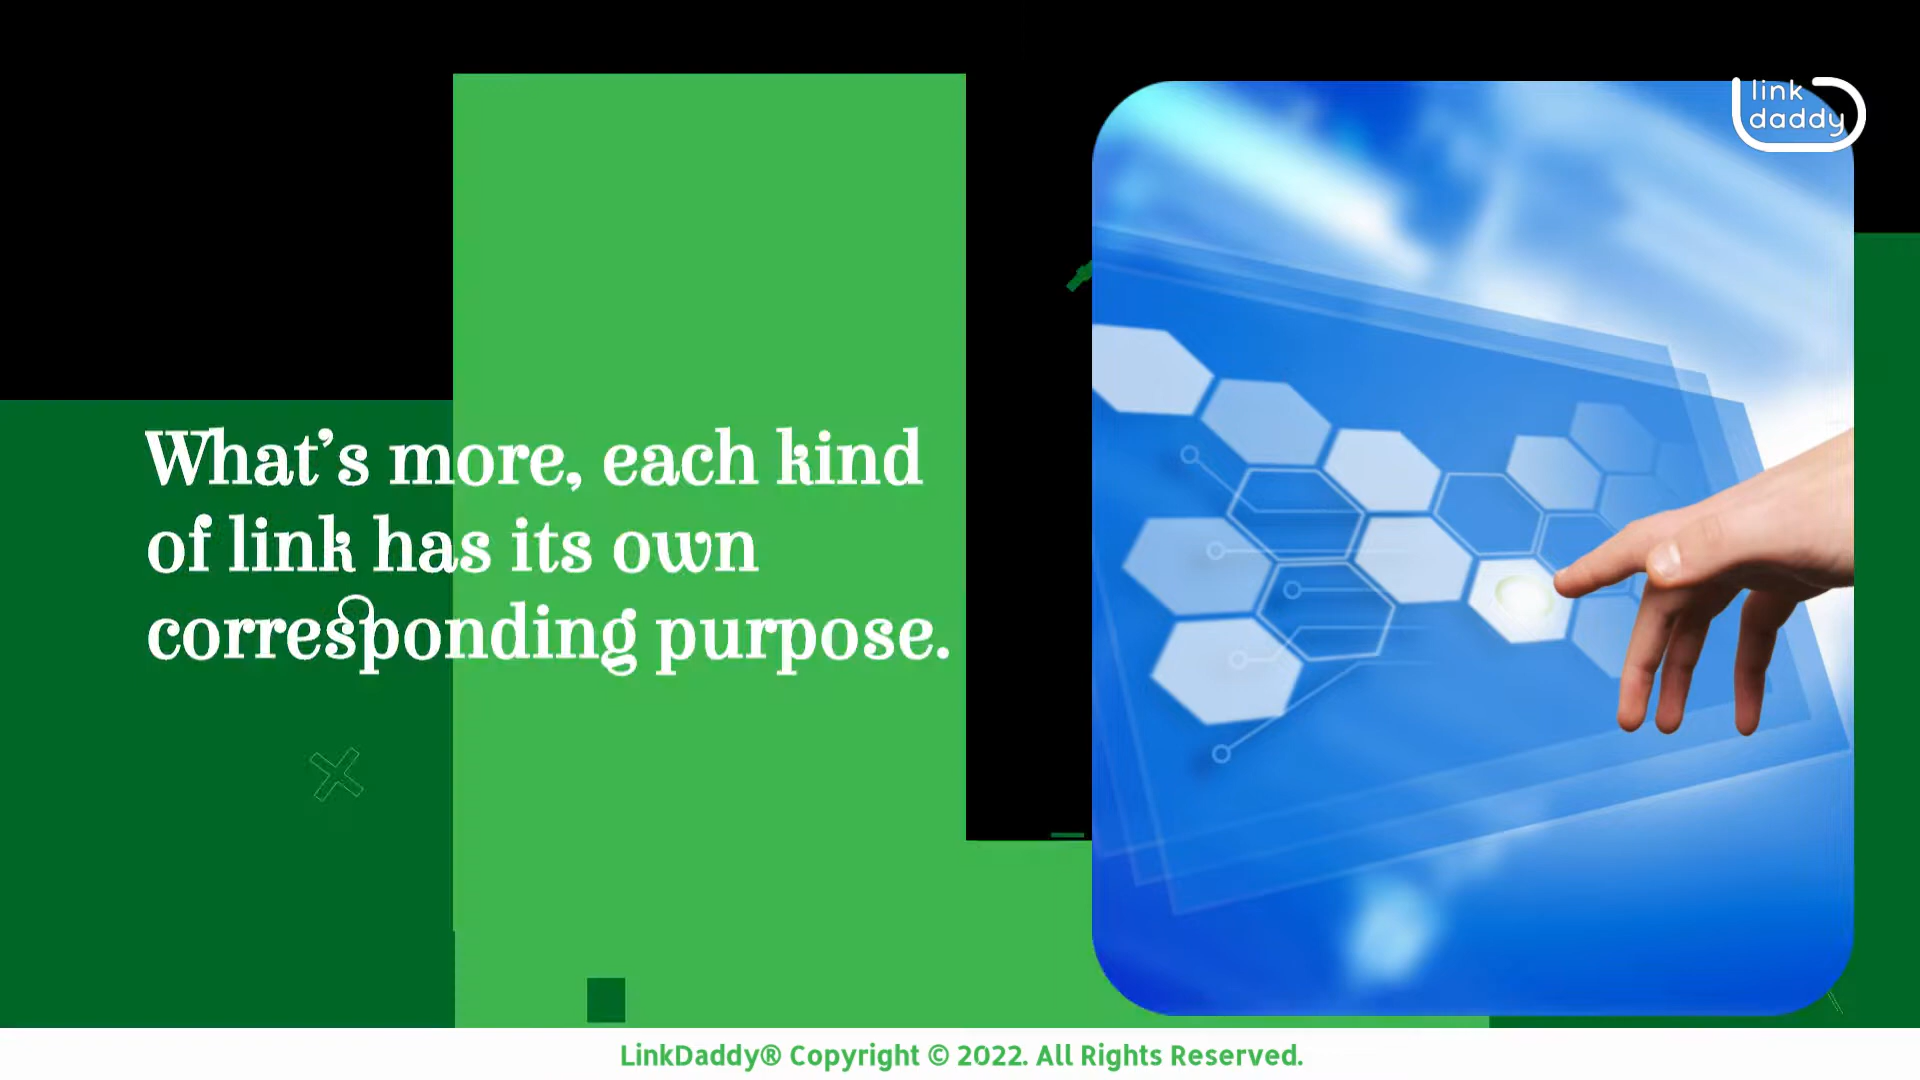 link
daddy
What's more, each kind
of link has its own
corresponding purpose.
LinkDaddy® Copyright © 2022. All Rights Reserved.